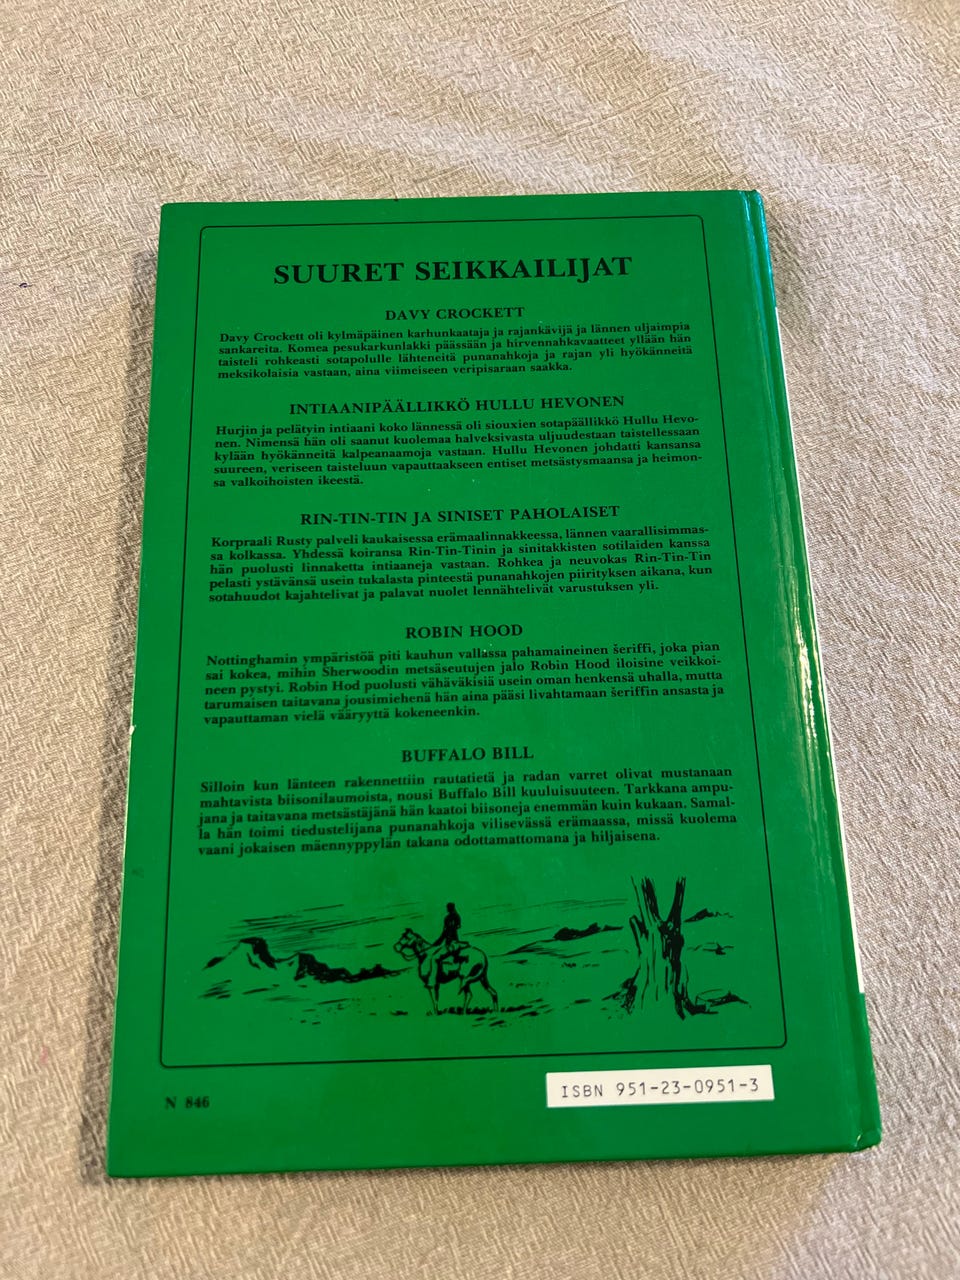 SUURET SEIKKAILIJAT
DAVY CROCKETT
Davy Crockett oli kylmäpäinen karhunkaataja ja rajankävijä ja lännen uljaimpia
sankareita. Komea pesukarkunlakki päässään ja hirvennahkavaatteet yllään hän
taisteli rohkeasti sotapolulle lähteneitä punanahkoja ja rajan yli hyökänneitä
meksikolaisia vastaan, aina viimeiseen veripisaraan saakka.
INTIAANIPÄÄLLIKKÖ HULLU HEVONEN
Hurjin ja pelätyin intiaani koko lännessä oli siouxien sotapäällikkö Hullu Hevo-
nen. Nimensä hän oli saanut kuolemaa halveksivasta uljuudestaan taistellessaan
kylään hyökänneitä kalpeanaamoja vastaan. Hullu Hevonen johdatti kansansa
suureen, veriseen taisteluun vapauttaakseen entiset metsästysmaansa ja heimon-
sa valkoihoisten ikeestä.
RIN-TIN-TIN JA SINISET PAHOLAISET
Korpraali Rusty palveli kaukaisessa erämaalinnakkeessa, lännen vaarallisimmas-
sa kolkassa. Yhdessä koiransa Rin-Tin-Tinin ja sinitakkisten sotilaiden kanssa
hän puolusti linnaketta intiaaneja vastaan. Rohkea ja neuvokas Rin-Tin-Tin
pelasti ystävänsä usein tukalasta pinteestä punanahkojen piirityksen aikana, kun
sotahuudot kajahtelivat ja palavat nuolet lennähtelivät varustuksen yli.
ROBIN HOOD
Nottinghamin ympäristöä piti kauhun vallassa pahamaineinen šeriffi, joka pian
sai kokea, mihin Sherwoodin metsäseutujen jalo Robin Hood iloisine veikkoi-
neen pystyi. Robin Hod puolusti vähäväkisiä usein oman henkensä uhalla, mutta
tarumaisen taitavana jousimiehenä hän aina pääsi livahtamaan šeriffin ansasta ja
vapauttaman vielä vääryyttä kokeneenkin.
BUFFALO BILL
Silloin kun länteen rakennettiin rautatietä ja radan varret olivat mustanaan
mahtavista biisonilaumoista, nousi Buffalo Bill kuuluisuuteen. Tarkkana ampu-
jana ja taitavana metsästäjänä hän kaatoi biisoneja enemmän kuin kukaan. Samal-
la hän toimi tiedustelijana punanahkoja vilisevässä erämaassa, missä kuolema
vaani jokaisen mäennyppylän takana odottamattomana ja hiljaisena.
N 846
ISBN 951-23-0951-3